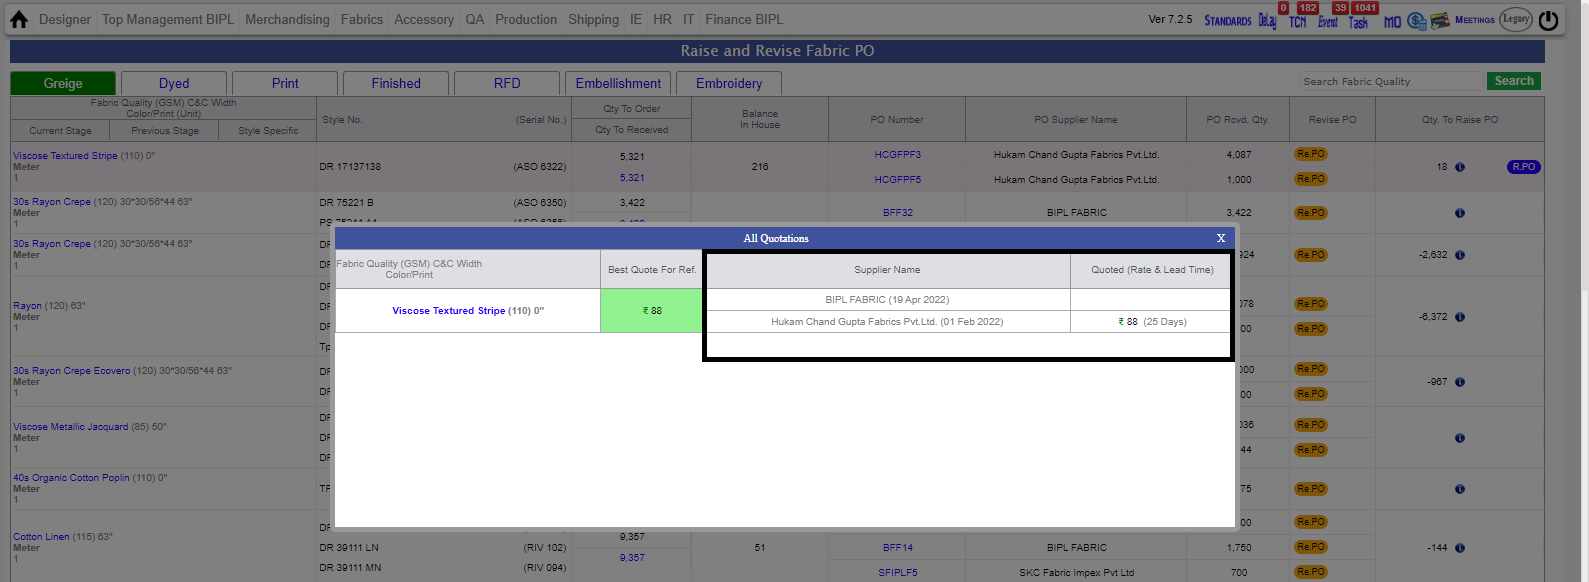 Designer Top Management BIPL Merchandising Fabrics Accessory QA Production Shipping IE HR IT Finance BIPL Ver 7.2.5 STANDARDS Delay 0 TCM 182 Event 39 Task 1041 MO MEETINGS Legacy
Raise and Revise Fabric PO
Greige Dyed Print Finished RFD Embellishment Embroidery Search Fabric Quality Search
Fabric Quality (GSM) C&C Width
Color/Print (Unit)
Current Stage Previous Stage Style Specific
Style No. (Serial No.)
Qty To Order
Qty To Received
Balance
In House
PO Number PO Supplier Name PO Rcvd. Qty. Revise PO Qty. To Raise PO
Viscose Textured Stripe (110) 0"
Meter
1
DR 17137138 (ASO 6322)
5,321
5,321
216
HCGFPF3 Hukam Chand Gupta Fabrics Pvt.Ltd. 4,087 Re.PO
HCGFPF5 Hukam Chand Gupta Fabrics Pvt.Ltd. 1,000 Re.PO
18 R.PO
30s Rayon Crepe (120) 30*30/56*44 63"
Meter
1
DR 75221 B (ASO 6350) 3,422
BFF32 BIPL FABRIC 3,422 Re.PO
30s Rayon Crepe (120) 30*30/56*44 63"
Meter
1
DR
DR
924 Re.PO -2,632
Rayon (120) 63"
Meter
1
DR
DR
DR
Tp
078 Re.PO
00 Re.PO
-6,372
30s Rayon Crepe Ecovero (120) 30*30/56*44 63"
Meter
1
DR
DR
000 Re.PO
00 Re.PO
-967
Viscose Metallic Jacquard (85) 50"
Meter
1
DR
DR
DR
036 Re.PO
44 Re.PO
40s Organic Cotton Poplin (110) 0"
Meter
1
TF
75 Re.PO
Cotton Linen (115) 63"
Meter
1
DR
DR 39111 LN (RIV 102)
DR 39111 MN (RIV 094)
9,357
9,357
51
00 Re.PO
BFF14 BIPL FABRIC 1,750 Re.PO
SFIPLF5 SKC Fabric Impex Pvt Ltd 700 Re.PO
-144
All Quotations X
Fabric Quality (GSM) C&C Width
Color/Print
Best Quote For Ref. Supplier Name Quoted (Rate & Lead Time)
Viscose Textured Stripe (110) 0" ₹ 88
BIPL FABRIC (19 Apr 2022)
Hukam Chand Gupta Fabrics Pvt.Ltd. (01 Feb 2022) ₹ 88 (25 Days)